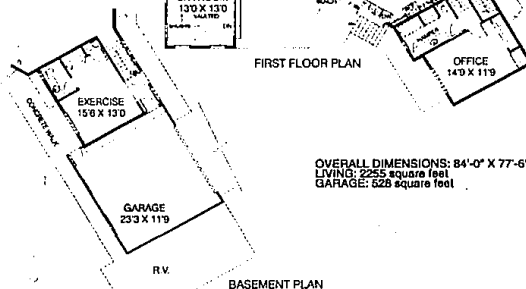 13'0 X 13'0
VAULTED
FIRST FLOOR PLAN
OFFICE
14'9 X 11'9
EXERCISE
15'6 X 13'0
CONCRETE WALK
OVERALL DIMENSIONS: 84'-0" X 77'-6"
LIVING: 2255 square feet
GARAGE: 528 square feet
GARAGE
23'3 X 11'9
R.V.
BASEMENT PLAN